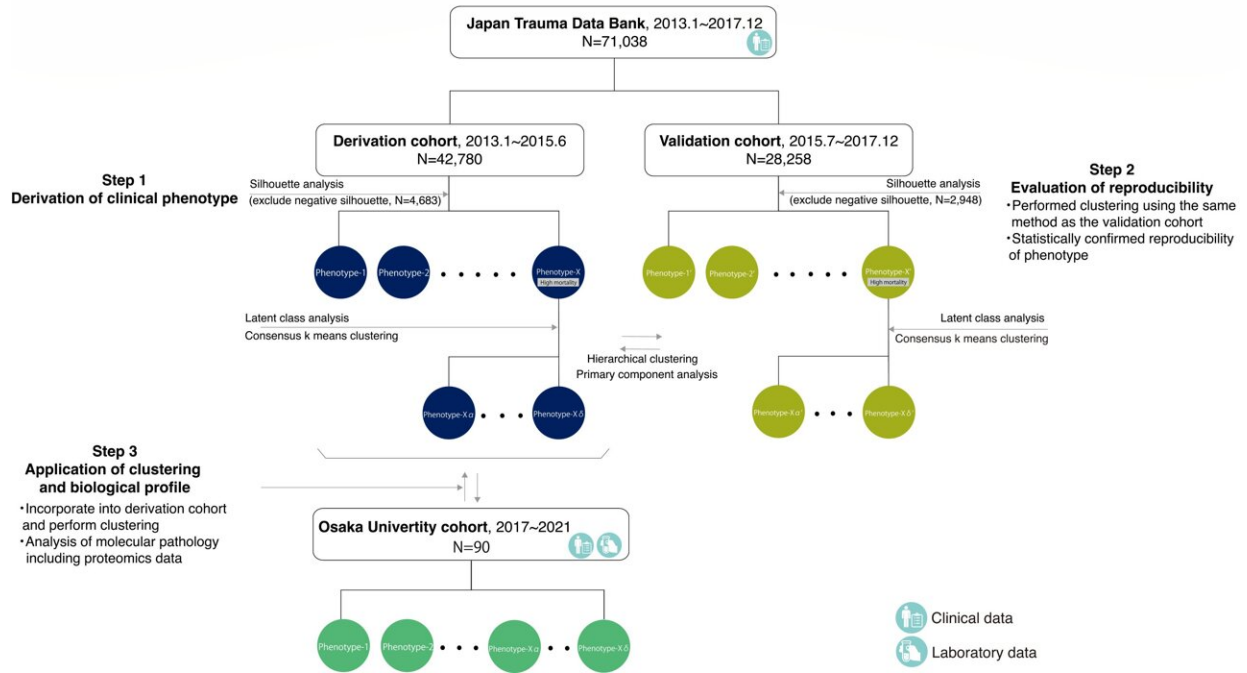 Japan Trauma Data Bank, 2013.1~2017.12
N=71,038
Derivation cohort, 2013.1~2015.6
N=42,780
Validation cohort, 2015.7~2017.12
N=28,258
Step 1
Derivation of clinical phenotype
Silhouette analysis
(exclude negative silhouette, N=4,683)
Silhouette analysis
(exclude negative silhouette, N=2,948)
Step 2
Evaluation of reproducibility
•Performed clustering using the same
method as the validation cohort
•Statistically confirmed reproducibility
of phenotype
Phenotype-1
Phenotype-2
• • • • •
Phenotype-X
High mortality
Phenotype-1'
Phenotype-2'
• • • • •
Phenotype-X'
High mortality
Latent class analysis
Consensus k means clustering
Hierarchical clustering
Primary component analysis
Latent class analysis
Consensus k means clustering
Phenotype-X α
• • •
Phenotype-X δ
Phenotype-X α'
• • •
Phenotype-X δ'
Step 3
Application of clustering
and biological profile
•Incorporate into derivation cohort
and perform clustering
•Analysis of molecular pathology
including proteomics data
Osaka Univertity cohort, 2017~2021
N=90
Phenotype-1
Phenotype-2
• • •
Phenotype-X α
• •
Phenotype-X δ
Clinical data
Laboratory data